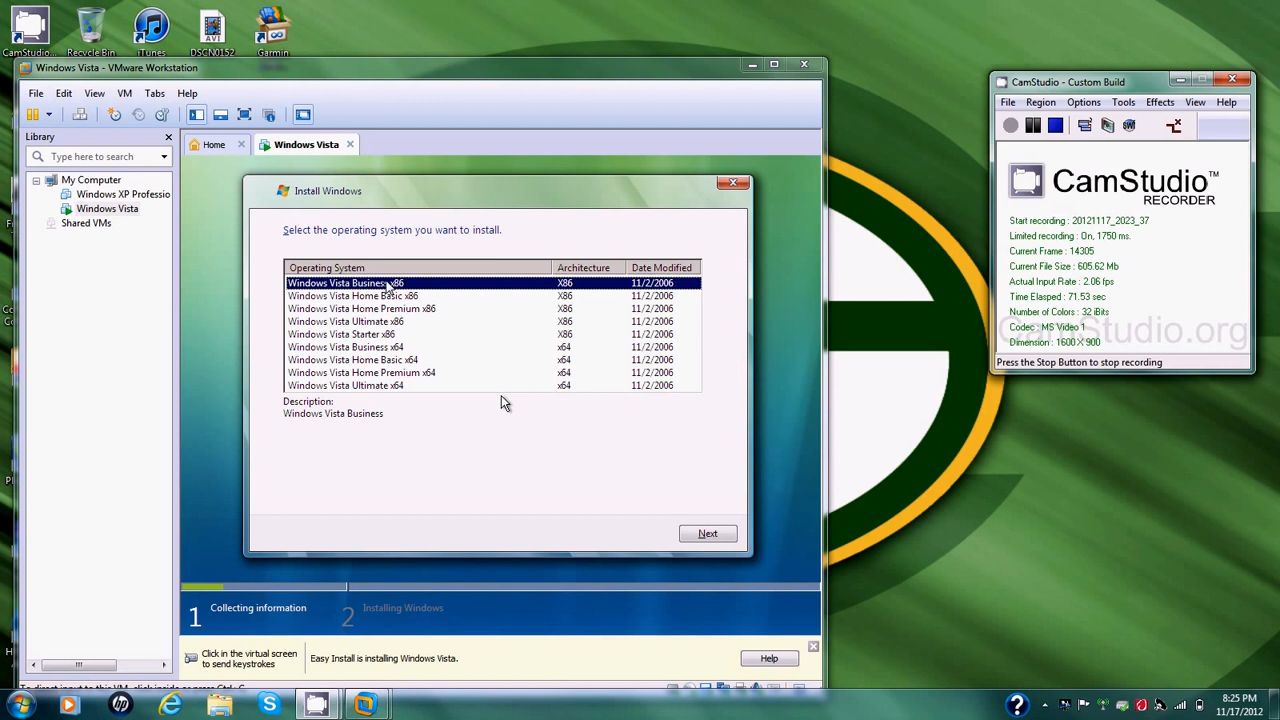 CamStudio...
Recycle Bin
iTunes
DSCN0152
Garmin
Windows Vista - VMware Workstation
File Edit View VM Tabs Help
Library
Type here to search
My Computer
Windows XP Professio
Windows Vista
Shared VMs
Home
Windows Vista
Install Windows
Select the operating system you want to install.
Operating System Architecture Date Modified
Windows Vista Business x86 X86 11/2/2006
Windows Vista Home Basic x86 X86 11/2/2006
Windows Vista Home Premium x86 X86 11/2/2006
Windows Vista Ultimate x86 X86 11/2/2006
Windows Vista Starter x86 X86 11/2/2006
Windows Vista Business x64 x64 11/2/2006
Windows Vista Home Basic x64 x64 11/2/2006
Windows Vista Home Premium x64 x64 11/2/2006
Windows Vista Ultimate x64 x64 11/2/2006
Description:
Windows Vista Business
Next
1 Collecting information 2 Installing Windows
Click in the virtual screen
to send keystrokes
Easy Install is installing Windows Vista.
Help
CamStudio - Custom Build
File Region Options Tools Effects View Help
CamStudio™
RECORDER
Start recording : 20121117_2023_37
Limited recording : On, 1750 ms.
Current Frame : 14305
Current File Size : 605.62 Mb
Actual Input Rate : 2.06 fps
Time Elasped : 71.53 sec
Number of Colors : 32 iBits
Codec : MS Video 1
Dimension : 1600 X 900
CamStudio.org
Press the Stop Button to stop recording
8:25 PM
11/17/2012